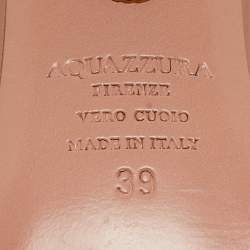 AQUAZZURA
FIRENZE
VERO CUOIO
MADE IN ITALY
39